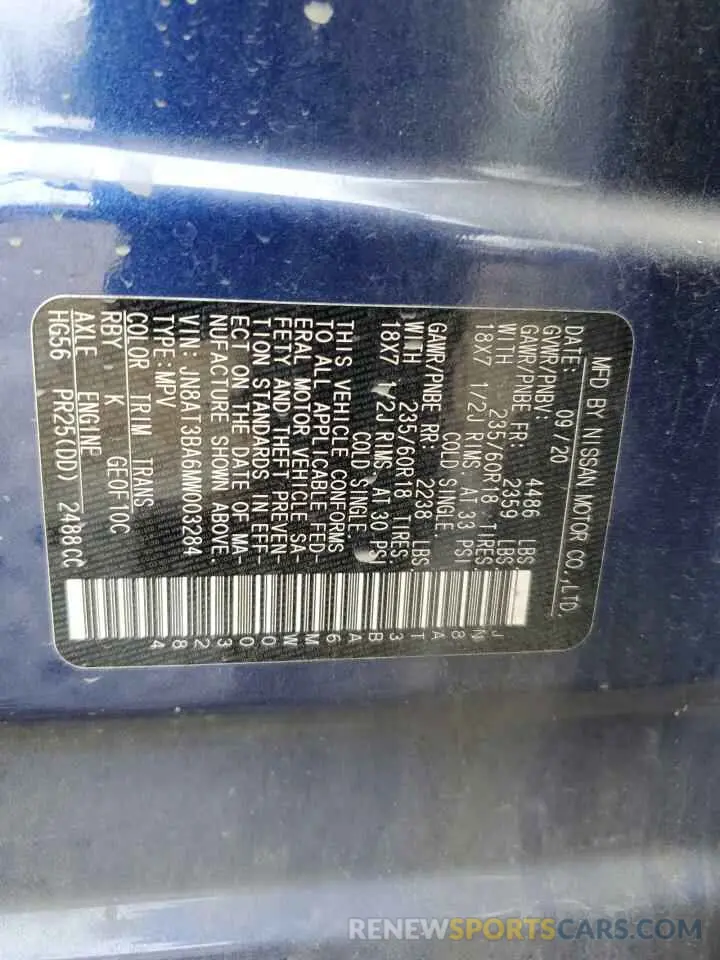 MFD BY NISSAN MOTOR CO.,LTD.
DATE: 09/20
GVWR/PNBV: 4486 LBS
GAWR/PNBE FR: 2359 LBS.
WITH 235/60R18 TIRES
18X7 1/2J RIMS, AT 33 PSI
COLD SINGLE.
GAWR/PNBE RR: 2238 LBS.
WITH 235/60R18 TIRES:
18X7 1/2J RIMS, AT 30 PSI
COLD SINGLE.
THIS VEHICLE CONFORMS
TO ALL APPLICABLE FED-
ERAL MOTOR VEHICLE SA-
FETY AND THEFT PREVEN-
TION STANDARDS IN EFF-
ECT ON THE DATE OF MA-
NUFACTURE SHOWN ABOVE.
VIN: JN8AT3BA6MW003284
TYPE:MPV
COLOR TRIM TRANS
RBY K GE0F10C
AXLE ENGINE
HG56 PR25(DD) 2488CC
JN8AT3BA6MW003284
RENEWSPORTSCARS.COM